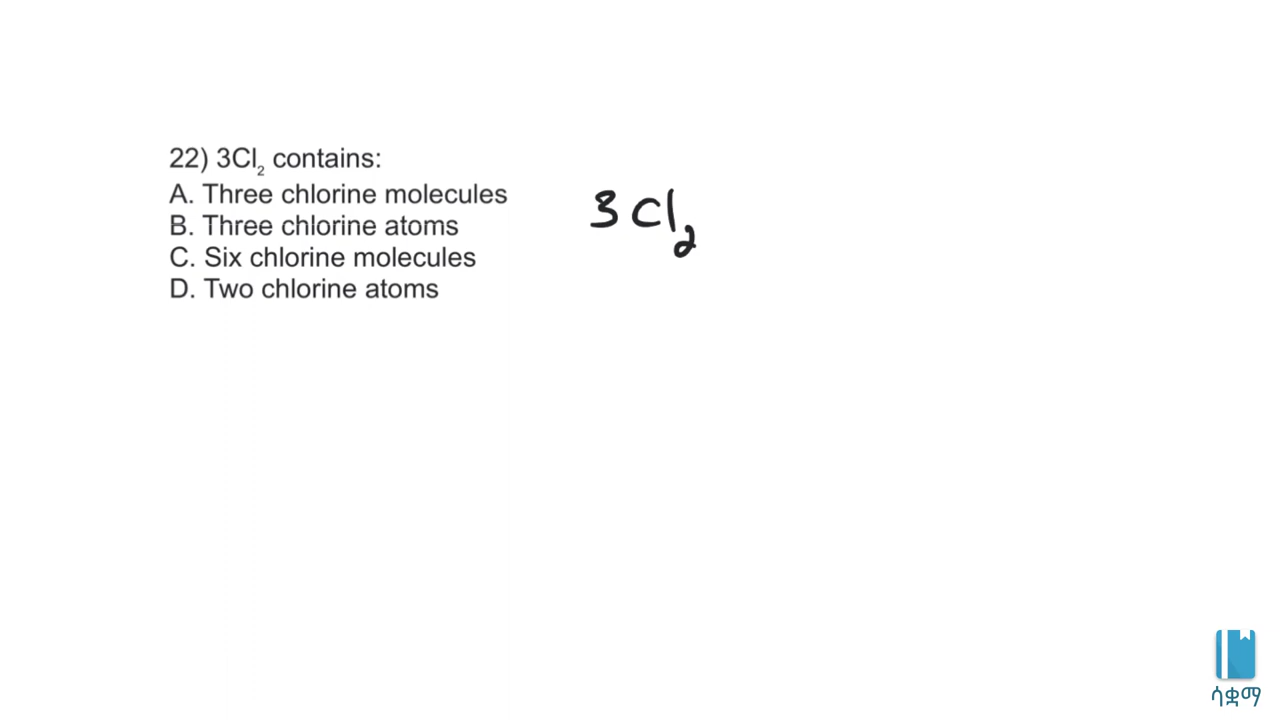 22) 3Cl₂ contains:
A. Three chlorine molecules
B. Three chlorine atoms
C. Six chlorine molecules
D. Two chlorine atoms
3Cl₂
ሳቋማ